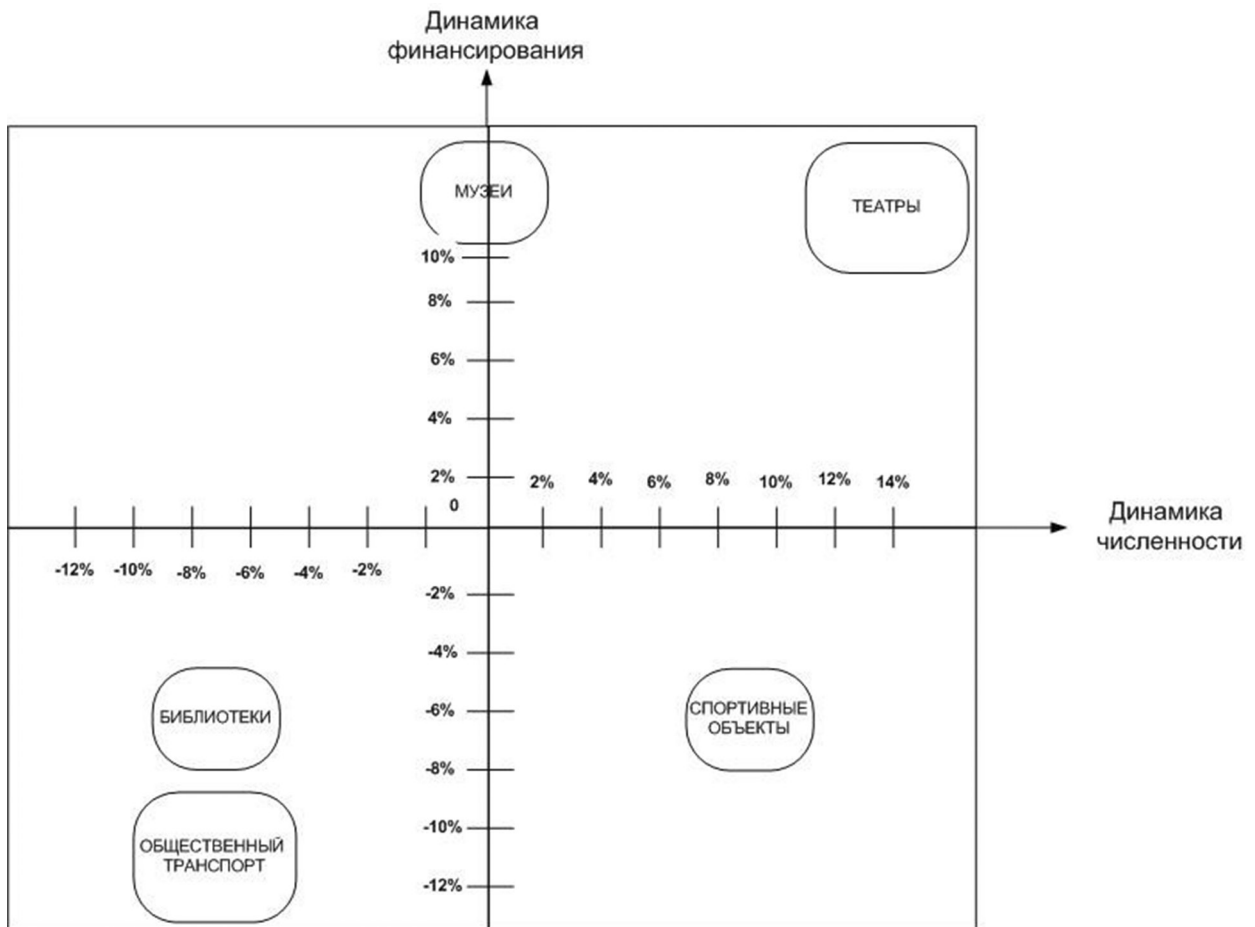 Динамика
финансирования
МУЗЕИ
ТЕАТРЫ
10%
8%
6%
4%
2%
2% 4% 6% 8% 10% 12% 14%
0
Динамика
численности
-12% -10% -8% -6% -4% -2%
-2%
-4%
БИБЛИОТЕКИ
-6%
СПОРТИВНЫЕ
ОБЪЕКТЫ
-8%
-10%
ОБЩЕСТВЕННЫЙ
ТРАНСПОРТ
-12%